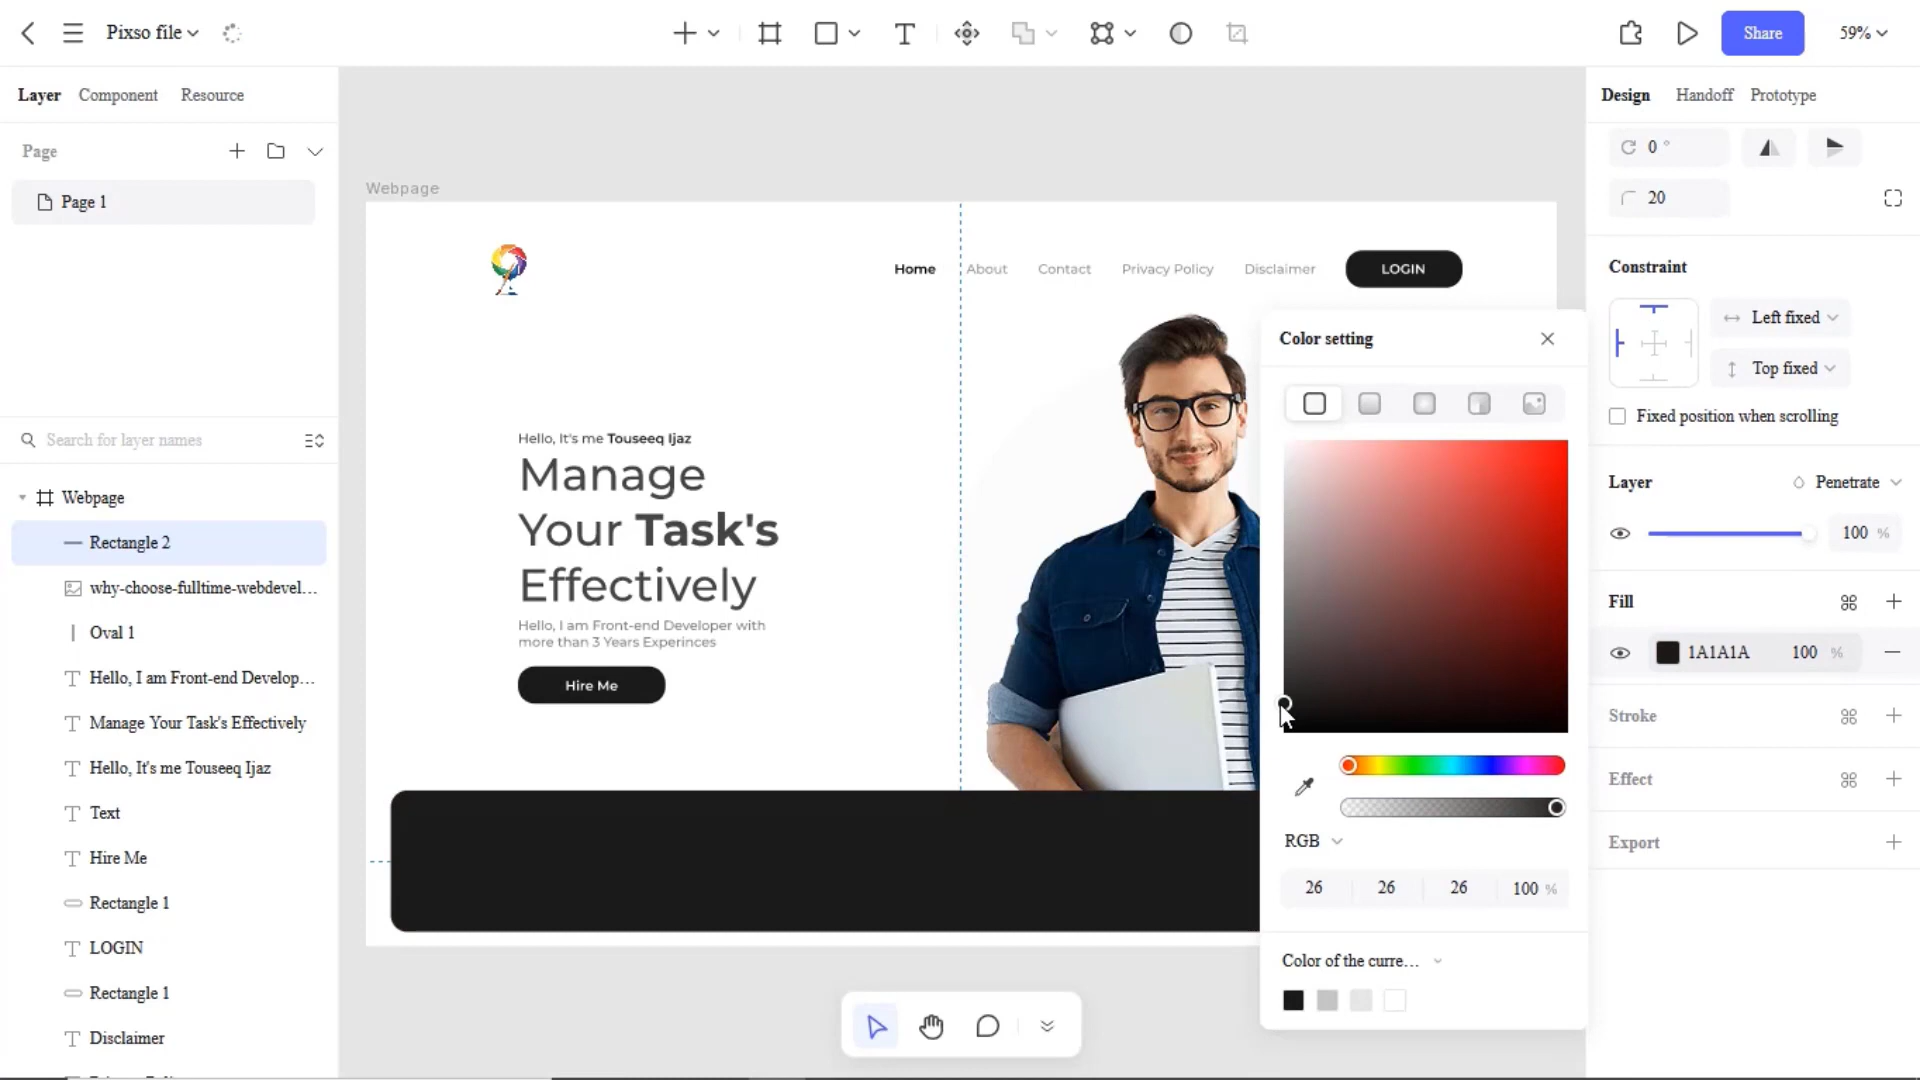 Pixso file
Share
59%
Layer Component Resource
Page
Page 1
Search for layer names
Webpage
Rectangle 2
why-choose-fulltime-webdevel...
Oval 1
Hello, I am Front-end Develop...
Manage Your Task's Effectively
Hello, It's me Touseeq Ijaz
Text
Hire Me
Rectangle 1
LOGIN
Rectangle 1
Disclaimer
Webpage
Home About Contact Privacy Policy Disclaimer LOGIN
Hello, It's me Touseeq Ijaz
Manage
Your Task's
Effectively
Hello, I am Front-end Developer with
more than 3 Years Experinces
Hire Me
Color setting
RGB
26 26 26 100 %
Color of the curre...
Design Handoff Prototype
0 °
20
Constraint
Left fixed
Top fixed
Fixed position when scrolling
Layer Penetrate
100 %
Fill
1A1A1A 100 %
Stroke
Effect
Export